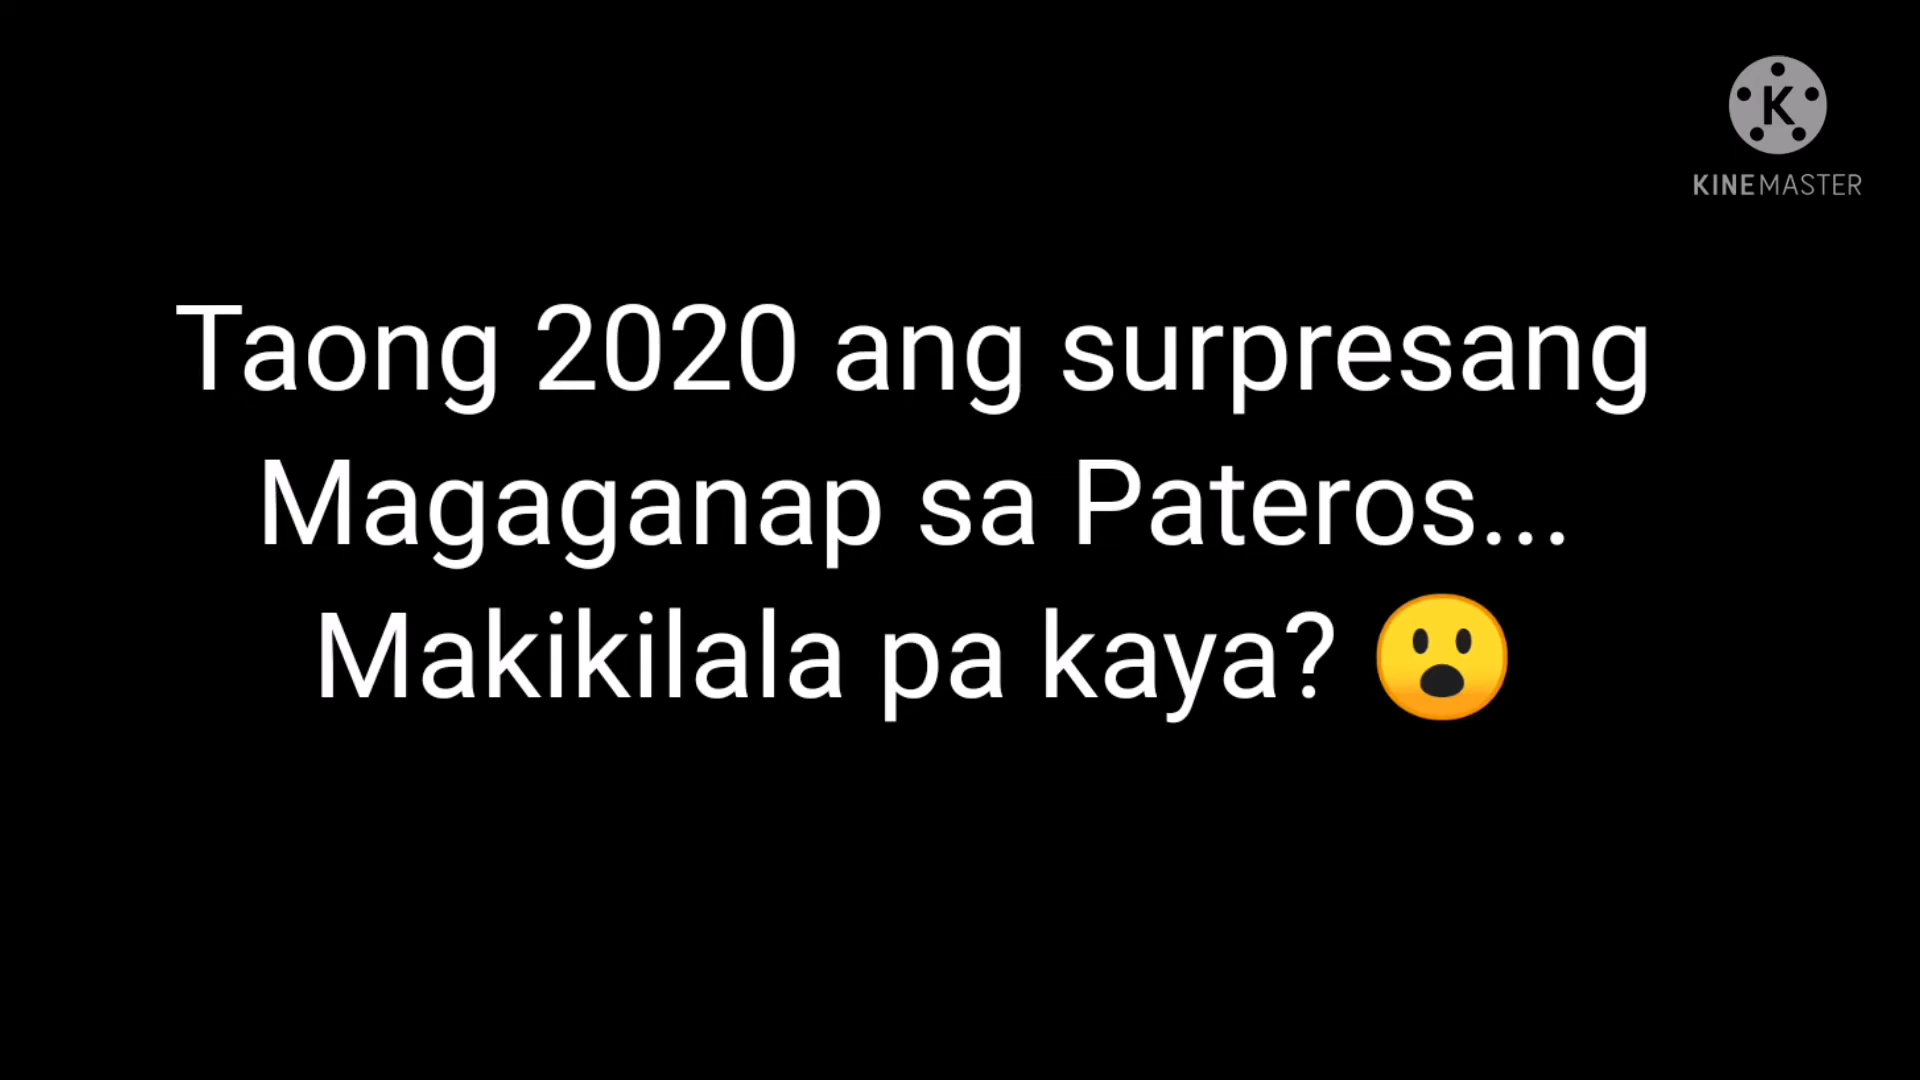 K
KINEMASTER
Taong 2020 ang surpresang
Magaganap sa Pateros...
Makikilala pa kaya? 😮